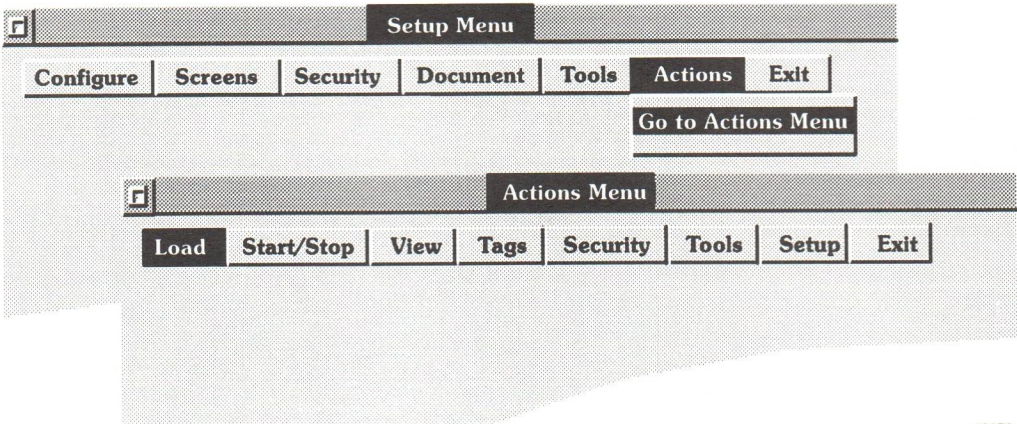 Setup Menu
Configure Screens Security Document Tools Actions Exit
Go to Actions Menu
Actions Menu
Load Start/Stop View Tags Security Tools Setup Exit